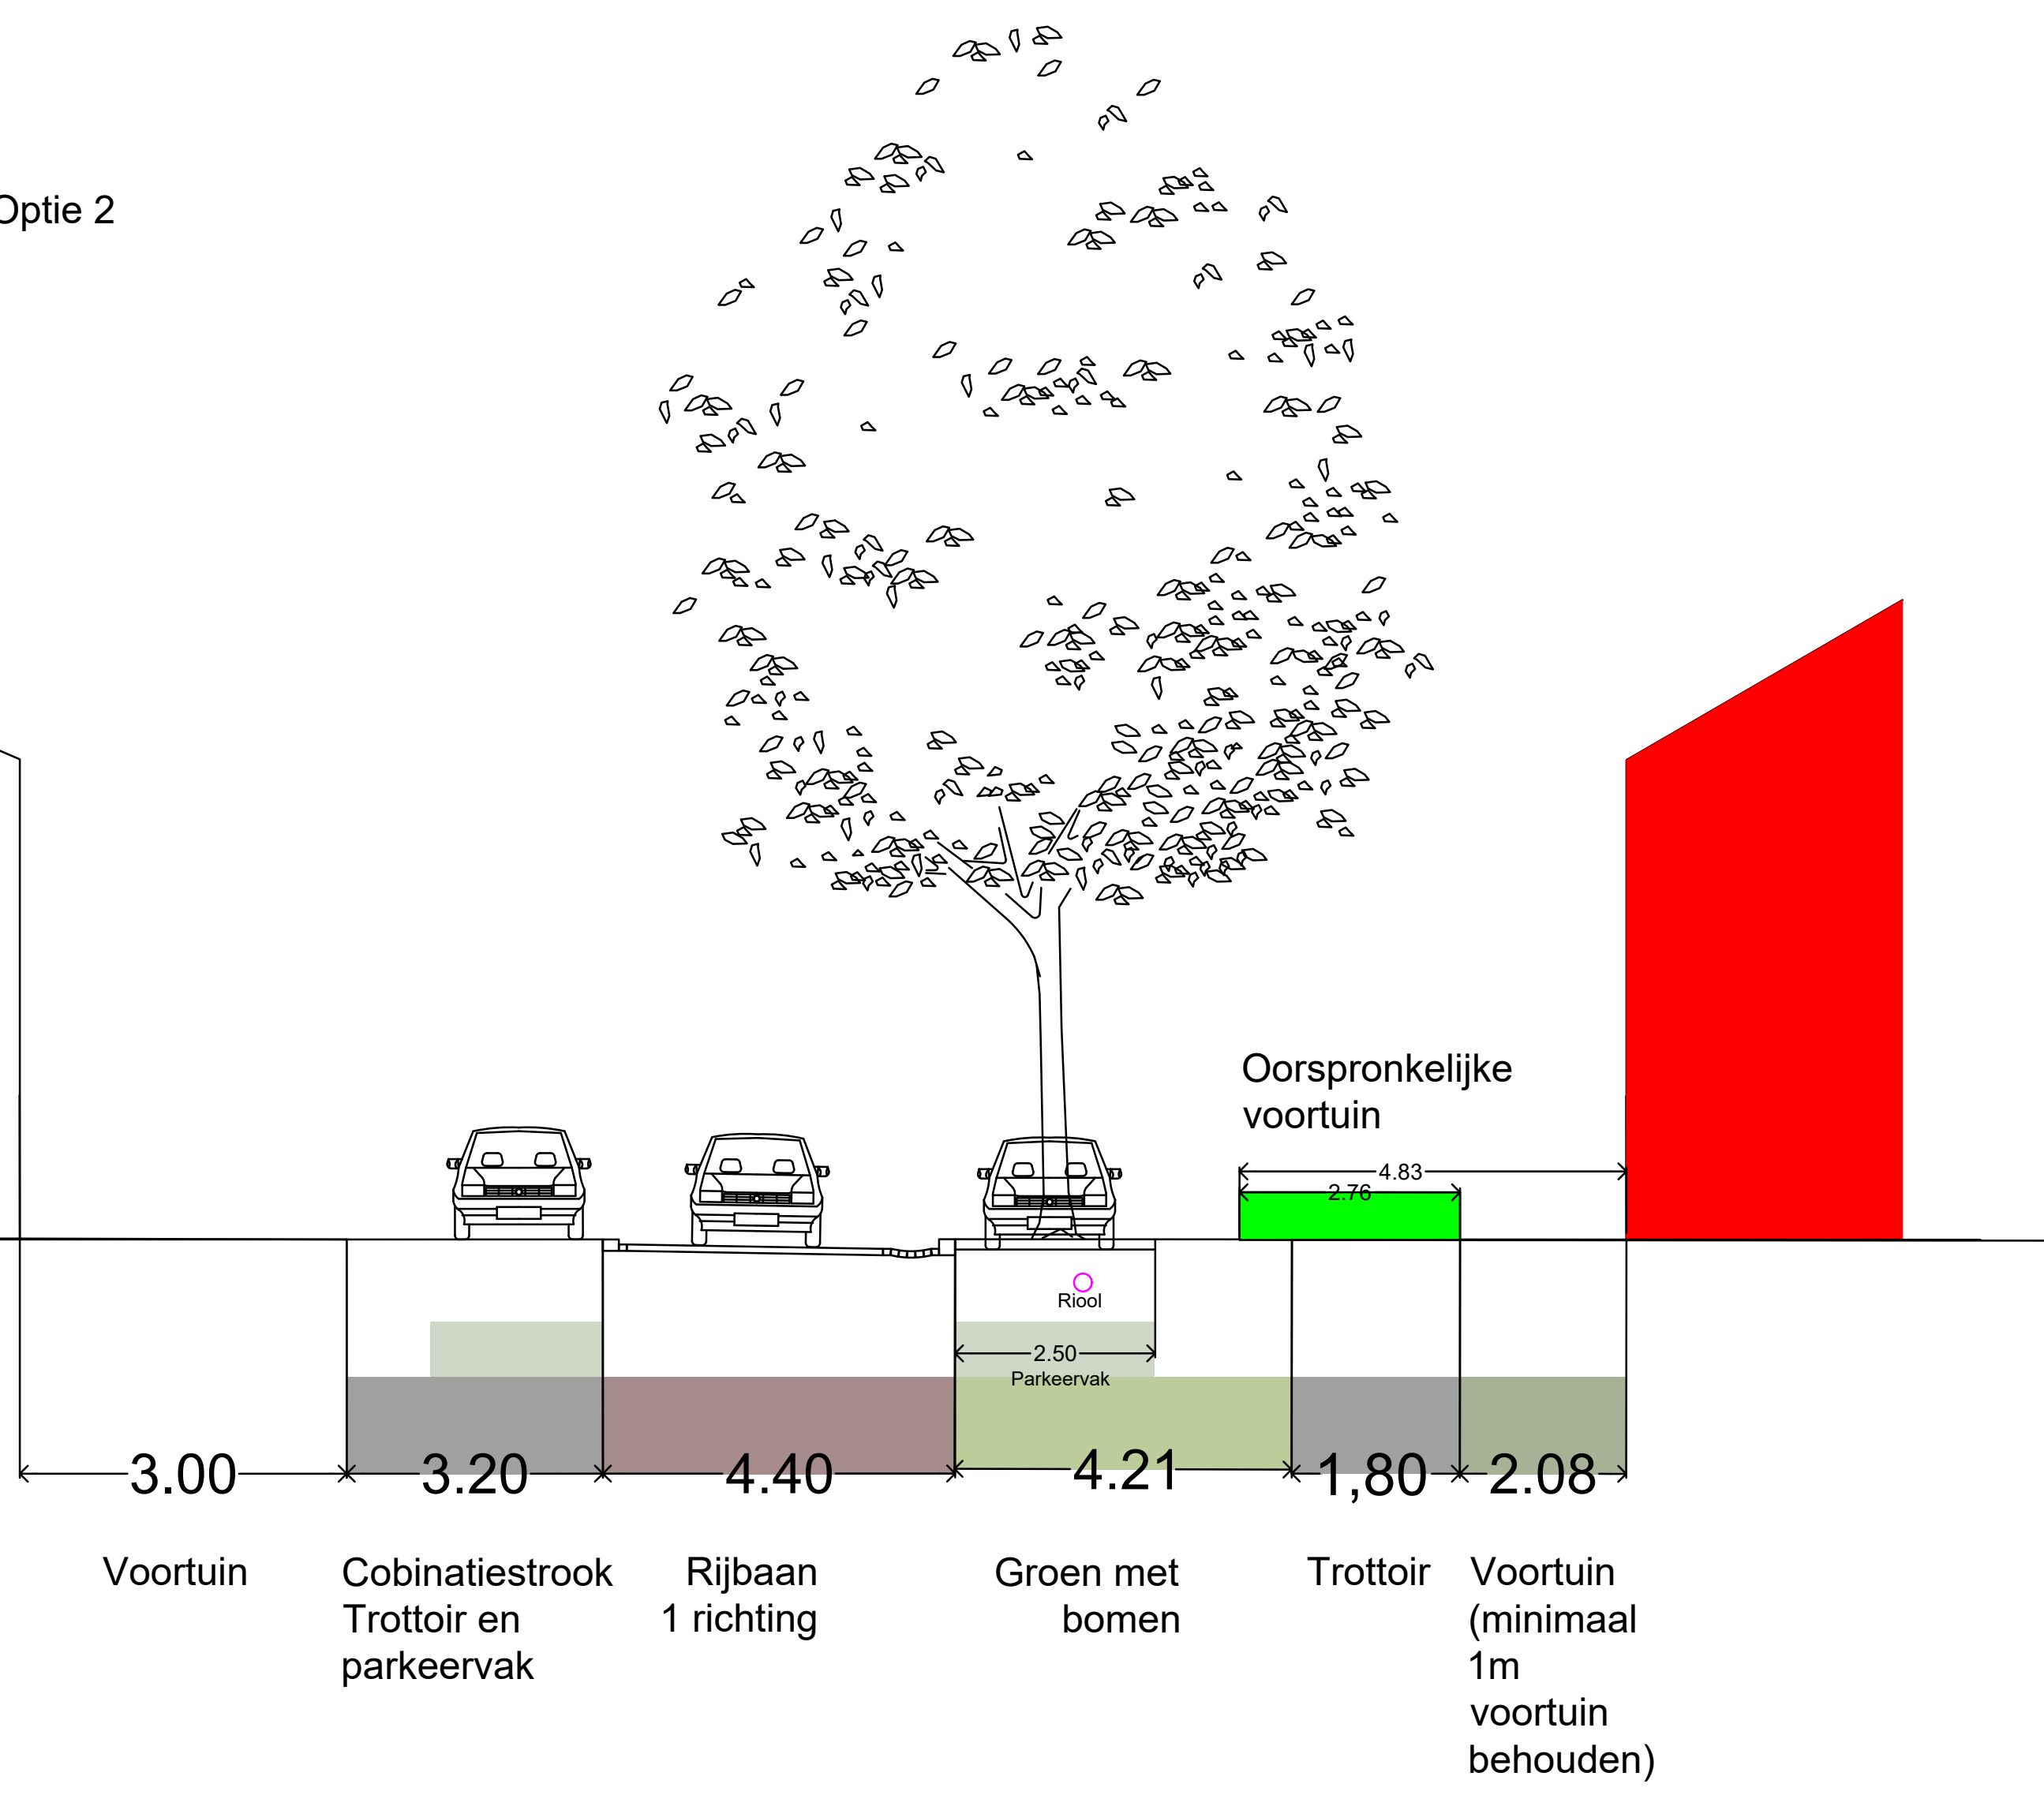 Optie 2
Oorspronkelijke
voortuin
4.83
2.76
Riool
2.50
Parkeervak
3.00
3.20
4.40
4.21
1,80
2.08
Voortuin
Cobinatiestrook
Trottoir en
parkeervak
Rijbaan
1 richting
Groen met
bomen
Trottoir
Voortuin
(minimaal
1m
voortuin
behouden)